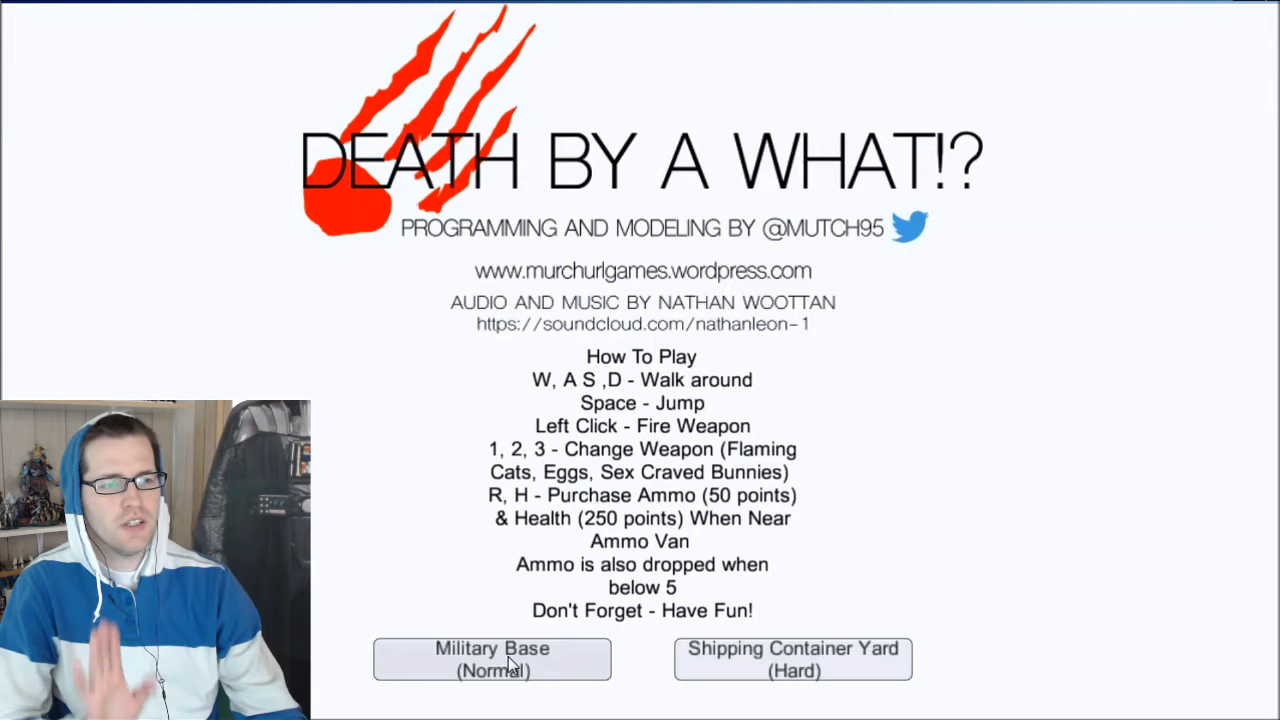 DEATH BY A WHAT!?
PROGRAMMING AND MODELING BY @MUTCH95
www.murchurlgames.wordpress.com
AUDIO AND MUSIC BY NATHAN WOOTTAN
https://soundcloud.com/nathanleon-1
How To Play
W, A S ,D - Walk around
Space - Jump
Left Click - Fire Weapon
1, 2, 3 - Change Weapon (Flaming
Cats, Eggs, Sex Craved Bunnies)
R, H - Purchase Ammo (50 points)
& Health (250 points) When Near
Ammo Van
Ammo is also dropped when
below 5
Don't Forget - Have Fun!
Military Base
(Normal)
Shipping Container Yard
(Hard)